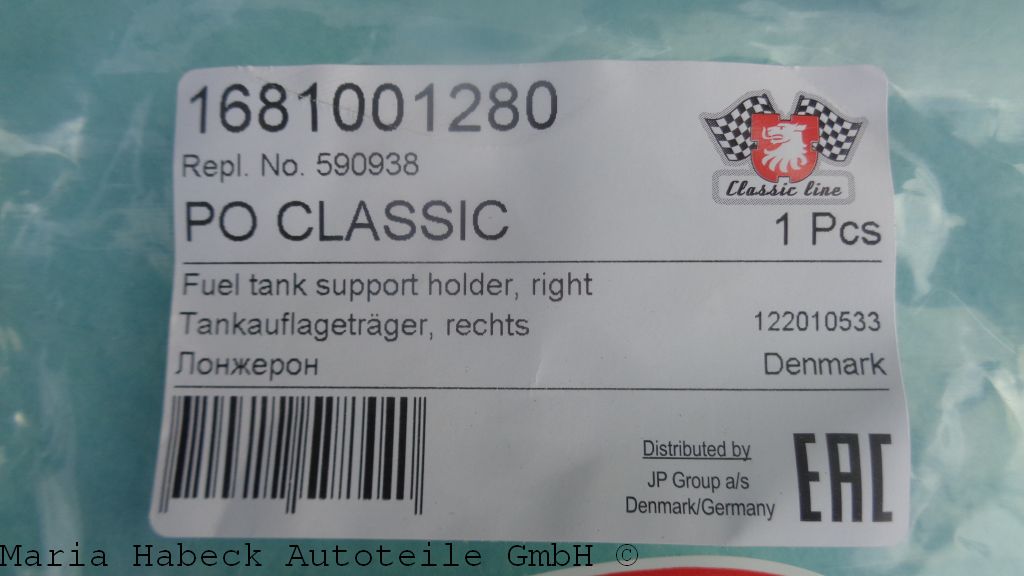 1681001280
Repl. No. 590938
Classic line
PO CLASSIC
1 Pcs
Fuel tank support holder, right
Tankauflageträger, rechts
122010533
Лонжерон
Denmark
Distributed by
JP Group a/s
Denmark/Germany
EAC
Maria Habeck Autoteile GmbH ©